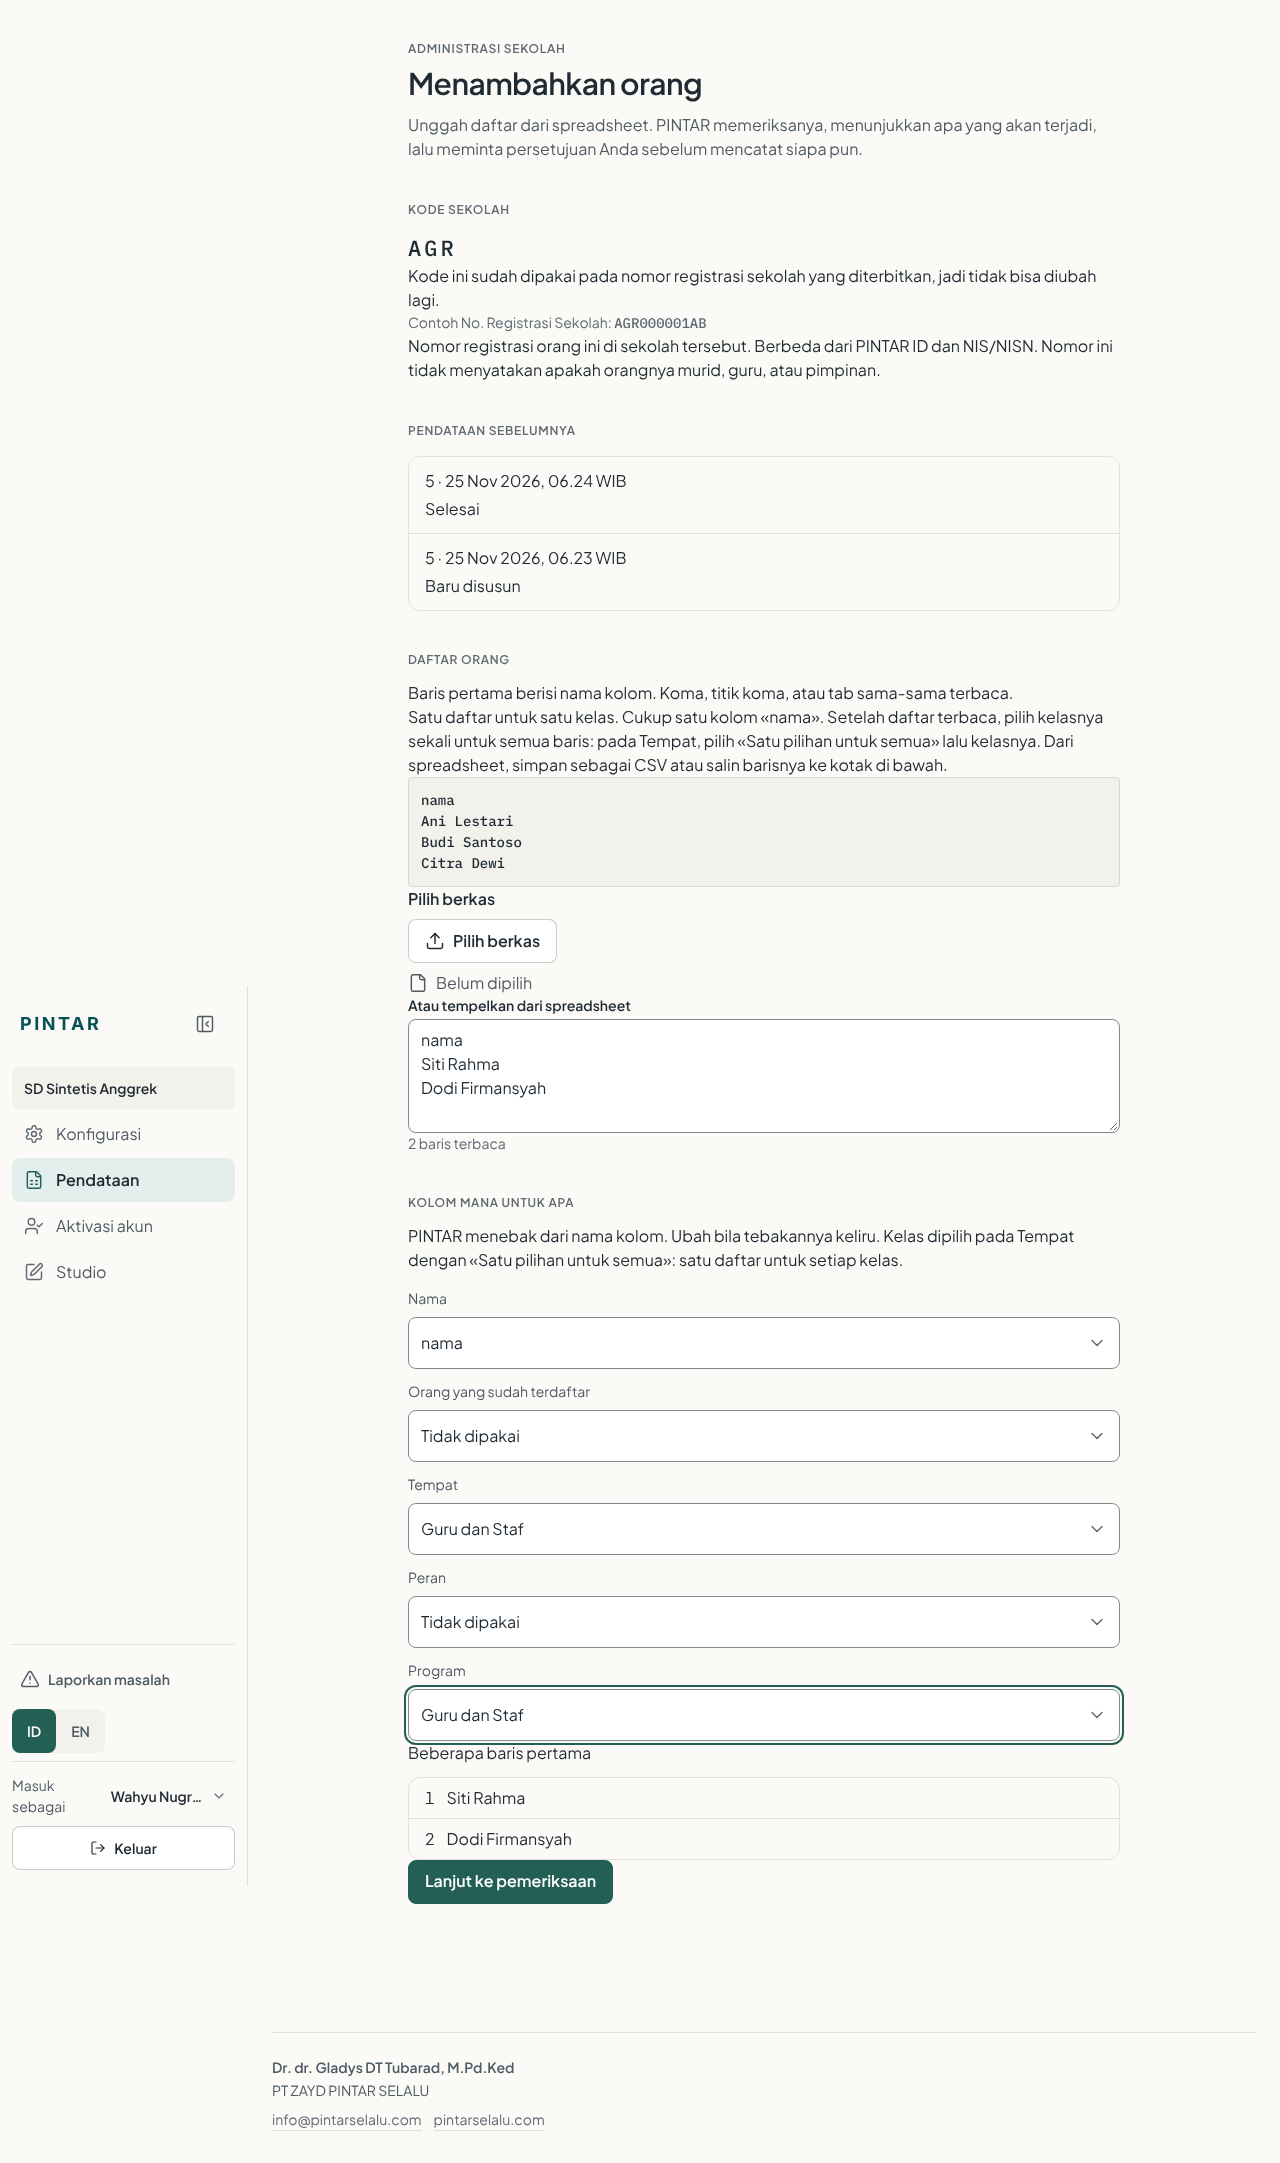 ADMINISTRASI SEKOLAH
Menambahkan orang
Unggah daftar dari spreadsheet. PINTAR memeriksanya, menunjukkan apa yang akan terjadi,
lalu meminta persetujuan Anda sebelum mencatat siapa pun.
KODE SEKOLAH
AGR
Kode ini sudah dipakai pada nomor registrasi sekolah yang diterbitkan, jadi tidak bisa diubah
lagi.
Contoh No. Registrasi Sekolah: AGR000001AB
Nomor registrasi orang ini di sekolah tersebut. Berbeda dari PINTAR ID dan NIS/NISN. Nomor ini
tidak menyatakan apakah orangnya murid, guru, atau pimpinan.
PENDATAAN SEBELUMNYA
5 · 25 Nov 2026, 06.24 WIB
Selesai
5 · 25 Nov 2026, 06.23 WIB
Baru disusun
DAFTAR ORANG
Baris pertama berisi nama kolom. Koma, titik koma, atau tab sama-sama terbaca.
Satu daftar untuk satu kelas. Cukup satu kolom «nama». Setelah daftar terbaca, pilih kelasnya
sekali untuk semua baris: pada Tempat, pilih «Satu pilihan untuk semua» lalu kelasnya. Dari
spreadsheet, simpan sebagai CSV atau salin barisnya ke kotak di bawah.
nama
Ani Lestari
Budi Santoso
Citra Dewi
Pilih berkas
Pilih berkas
Belum dipilih
Atau tempelkan dari spreadsheet
nama
Siti Rahma
Dodi Firmansyah
2 baris terbaca
KOLOM MANA UNTUK APA
PINTAR menebak dari nama kolom. Ubah bila tebakannya keliru. Kelas dipilih pada Tempat
dengan «Satu pilihan untuk semua»: satu daftar untuk setiap kelas.
Nama
nama
Orang yang sudah terdaftar
Tidak dipakai
Tempat
Guru dan Staf
Peran
Tidak dipakai
Program
Guru dan Staf
Beberapa baris pertama
1 Siti Rahma
2 Dodi Firmansyah
Lanjut ke pemeriksaan
PINTAR
SD Sintetis Anggrek
Konfigurasi
Pendataan
Aktivasi akun
Studio
Laporkan masalah
ID EN
Masuk
sebagai
Wahyu Nugr...
Keluar
Dr. dr. Gladys DT Tubarad, M.Pd.Ked
PT ZAYD PINTAR SELALU
info@pintarselalu.com pintarselalu.com